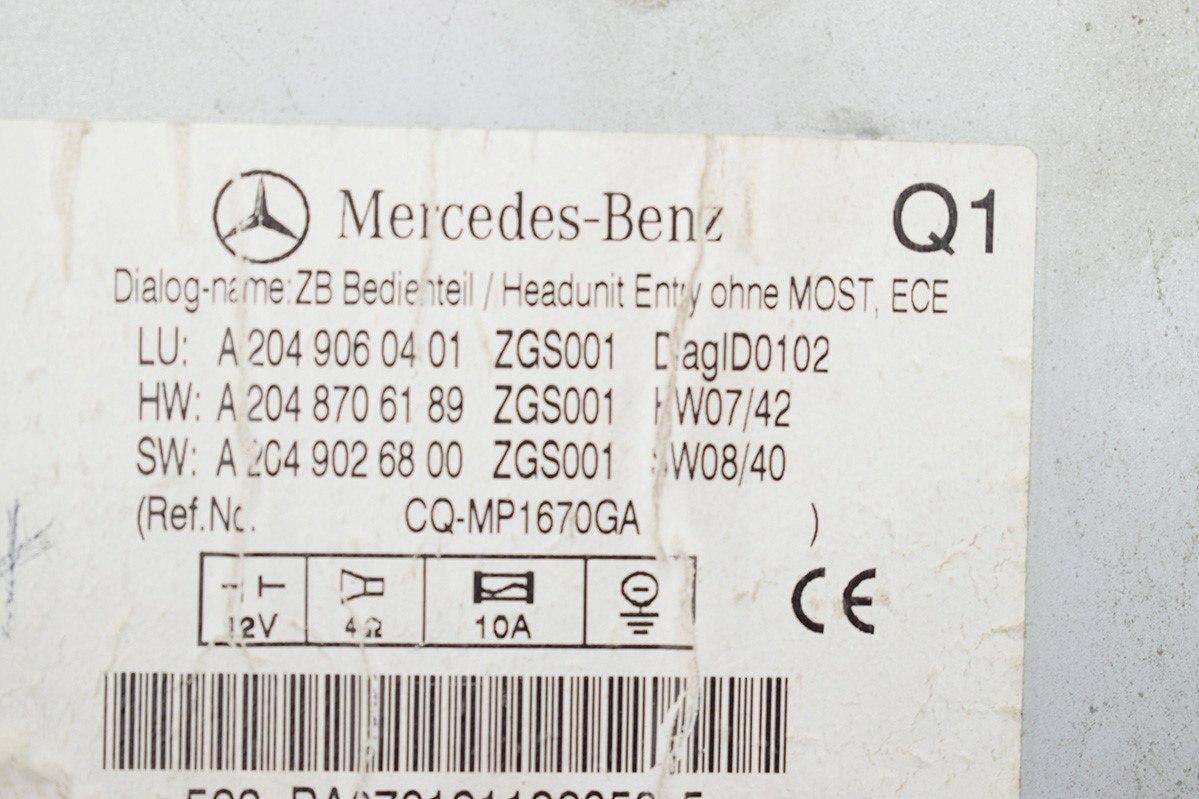 Mercedes-Benz Q1
Dialog-name: ZB Bedienteil / Headunit Entry ohne MOST, ECE
LU: A 204 906 04 01 ZGS001 DiagID0102
HW: A 204 870 61 89 ZGS001 HW07/42
SW: A 204 902 68 00 ZGS001 SW08/40
(Ref.No. CQ-MP1670GA )
12V 4Ω 10A CE